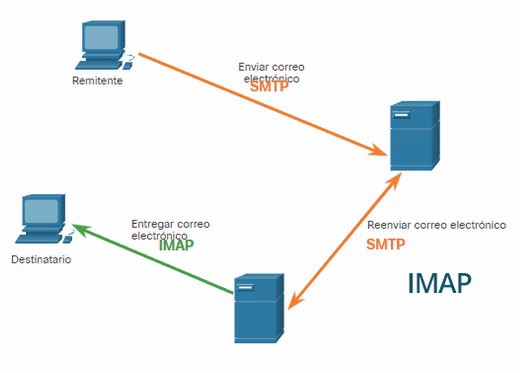 Remitente
Enviar correo
electrónico
SMTP
Reenviar correo electrónico
SMTP
Entregar correo
electrónico
IMAP
Destinatario
IMAP